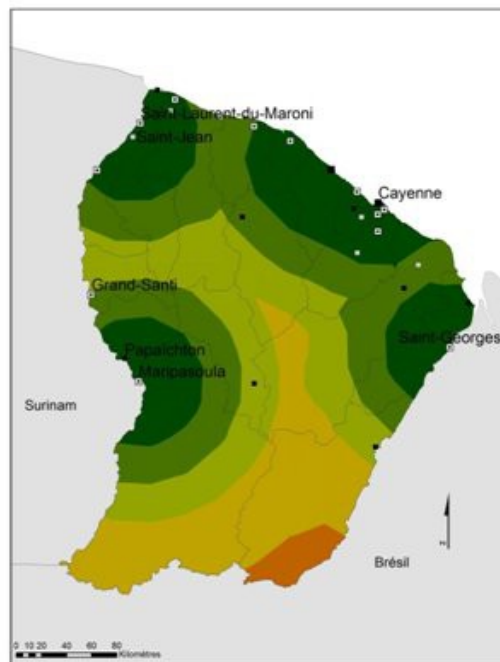 Saint-Laurent-du-Maroni
Saint-Jean
Cayenne
Grand-Santi
Saint-Georges
Papaïchton
Maripasoula
Surinam
Brésil
0 10 20 40 60 80
Kilomètres